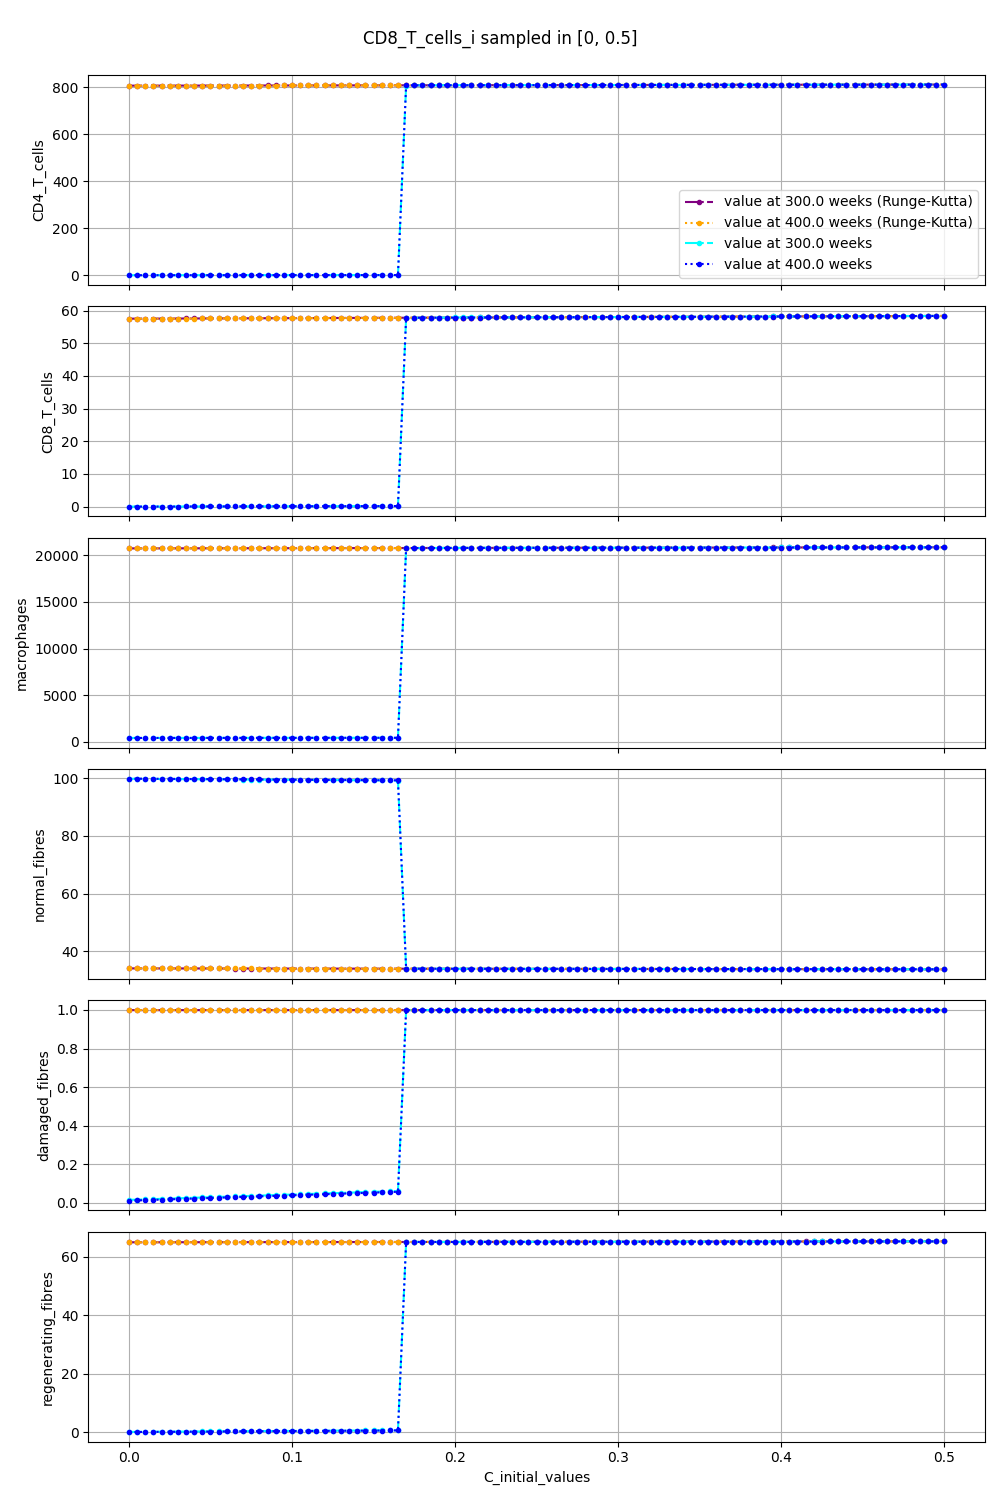 CD8_T_cells_i sampled in [0, 0.5]
800
600
400
200
0
CD4_T_cells
value at 300.0 weeks (Runge-Kutta)
value at 400.0 weeks (Runge-Kutta)
value at 300.0 weeks
value at 400.0 weeks
60
50
40
30
20
10
0
CD8_T_cells
20000
15000
10000
5000
0
macrophages
100
80
60
40
normal_fibres
1.0
0.8
0.6
0.4
0.2
0.0
damaged_fibres
60
40
20
0
regenerating_fibres
0.0 0.1 0.2 0.3 0.4 0.5
C_initial_values